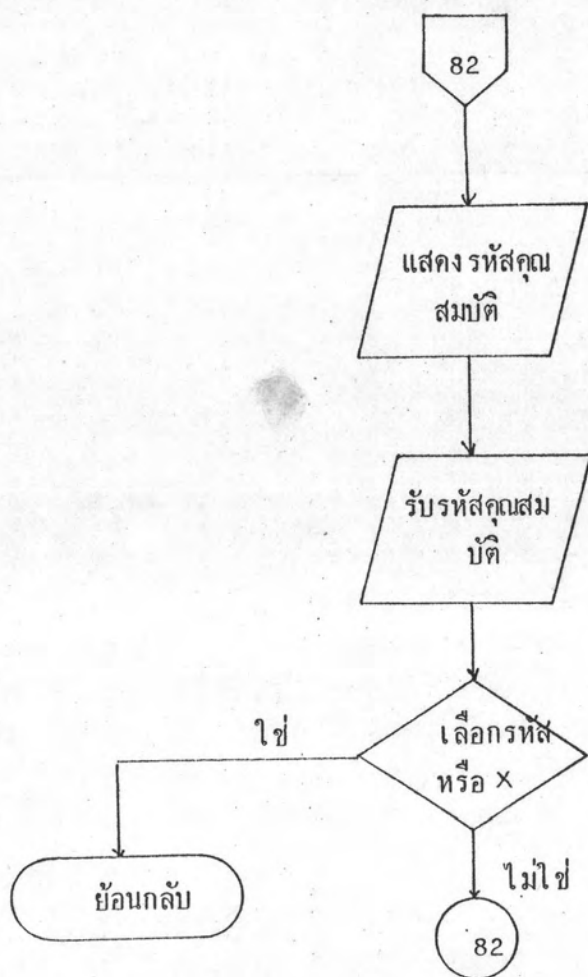 82
แสดงรหัสคุณ
สมบัติ
รับรหัสคุณสม
บัติ
เลือกรหัส
หรือ X
ใช่
ย้อนกลับ
ไม่ใช่
82